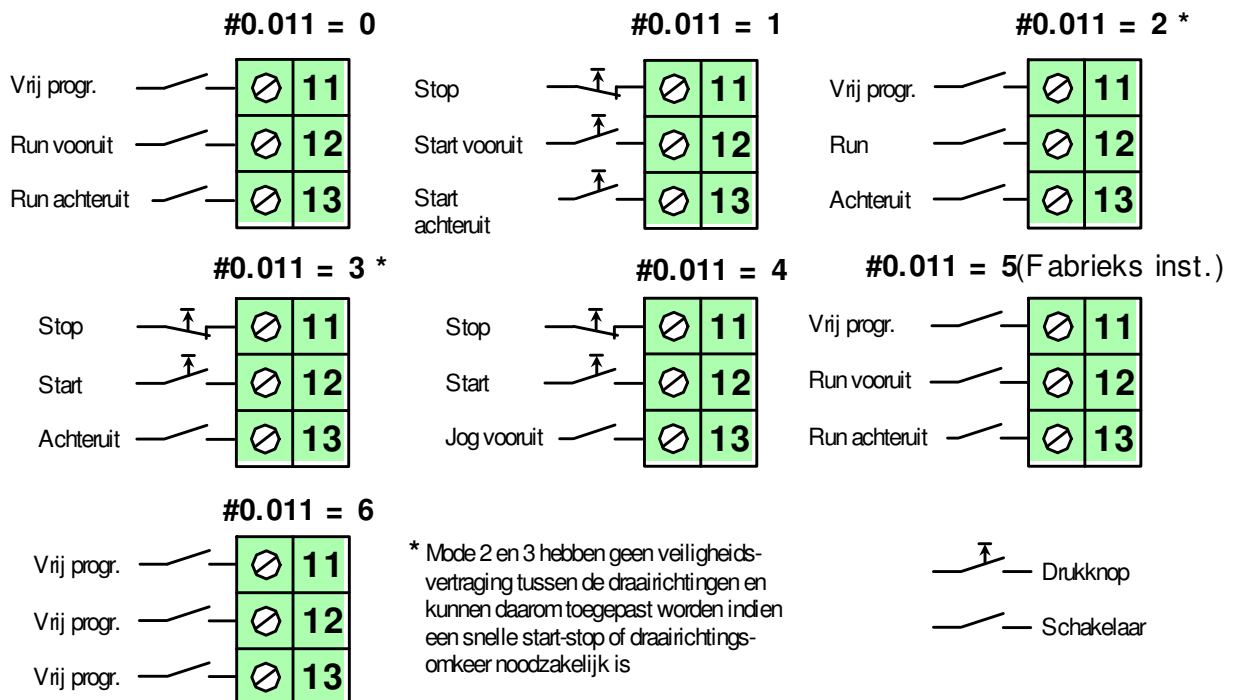 #0.011 = 0
Vrij progr. 11
Run vooruit 12
Run achteruit 13
#0.011 = 1
Stop 11
Start vooruit 12
Start 13
achteruit
#0.011 = 2 *
Vrij progr. 11
Run 12
Achteruit 13
#0.011 = 3 *
Stop 11
Start 12
Achteruit 13
#0.011 = 4
Stop 11
Start 12
Jog vooruit 13
#0.011 = 5(Fabrieks inst.)
Vrij progr. 11
Run vooruit 12
Run achteruit 13
#0.011 = 6
Vrij progr. 11
Vrij progr. 12
Vrij progr. 13
* Mode 2 en 3 hebben geen veiligheids-
vertraging tussen de draairichtingen en
kunnen daarom toegepast worden indien
een snelle start-stop of draairichtings-
omkeer noodzakelijk is
Drukknop
Schakelaar